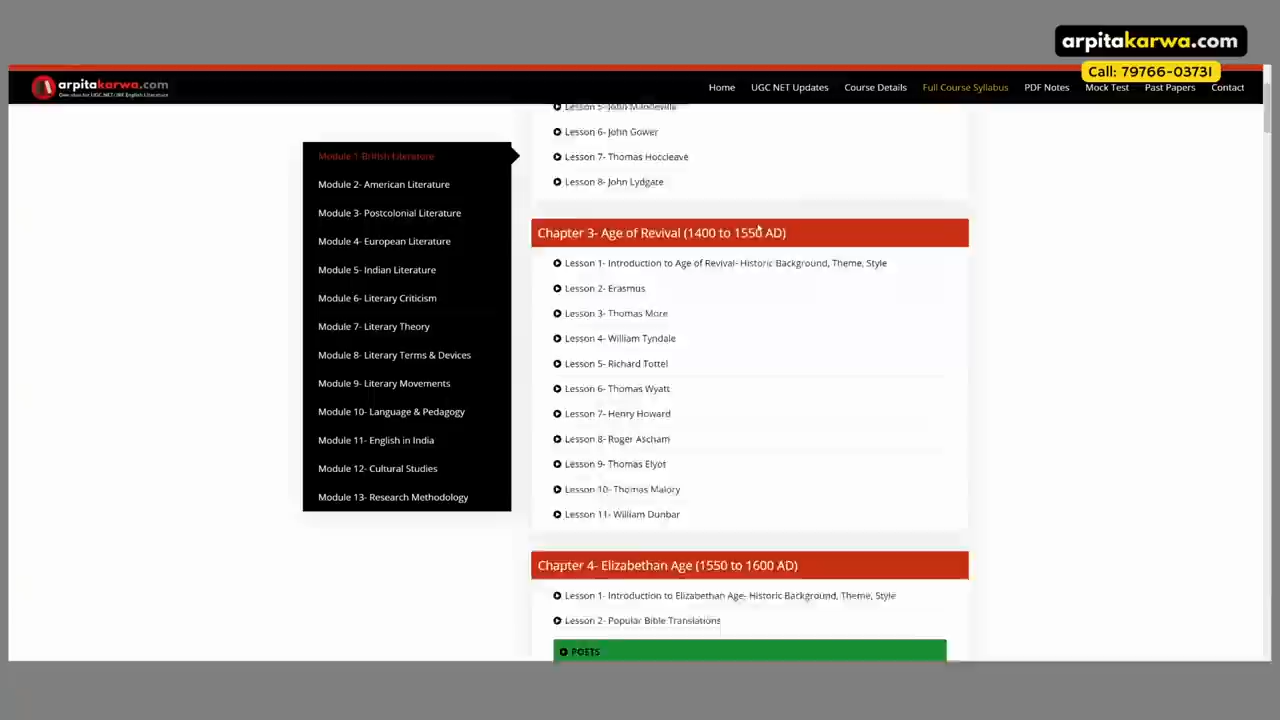 arpitakarwa.com
Call: 79766-03731
arpitakarwa.com
Home UGC NET Updates Course Details Full Course Syllabus PDF Notes Mock Test Past Papers Contact
Module 1-British Literature
Module 2- American Literature
Module 3- Postcolonial Literature
Module 4- European Literature
Module 5- Indian Literature
Module 6- Literary Criticism
Module 7- Literary Theory
Module 8- Literary Terms & Devices
Module 9- Literary Movements
Module 10- Language & Pedagogy
Module 11- English in India
Module 12- Cultural Studies
Module 13- Research Methodology
Lesson 5- John Mandeville
Lesson 6- John Gower
Lesson 7- Thomas Hoccleave
Lesson 8- John Lydgate
Chapter 3- Age of Revival (1400 to 1550 AD)
Lesson 1- Introduction to Age of Revival- Historic Background, Theme, Style
Lesson 2- Erasmus
Lesson 3- Thomas More
Lesson 4- William Tyndale
Lesson 5- Richard Tottel
Lesson 6- Thomas Wyatt
Lesson 7- Henry Howard
Lesson 8- Roger Ascham
Lesson 9- Thomas Elyot
Lesson 10- Thomas Malory
Lesson 11- William Dunbar
Chapter 4- Elizabethan Age (1550 to 1600 AD)
Lesson 1- Introduction to Elizabethan Age- Historic Background, Theme, Style
Lesson 2- Popular Bible Translations
POETS